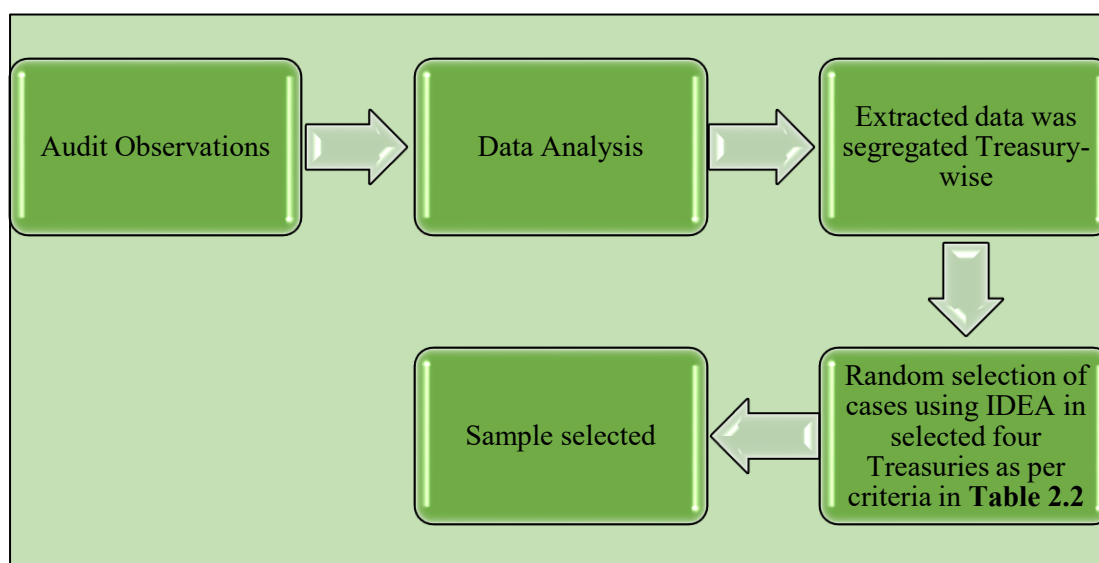 Audit Observations
Data Analysis
Extracted data was
segregated Treasury-
wise
Random selection of
cases using IDEA in
selected four
Treasuries as per
criteria in Table 2.2
Sample selected